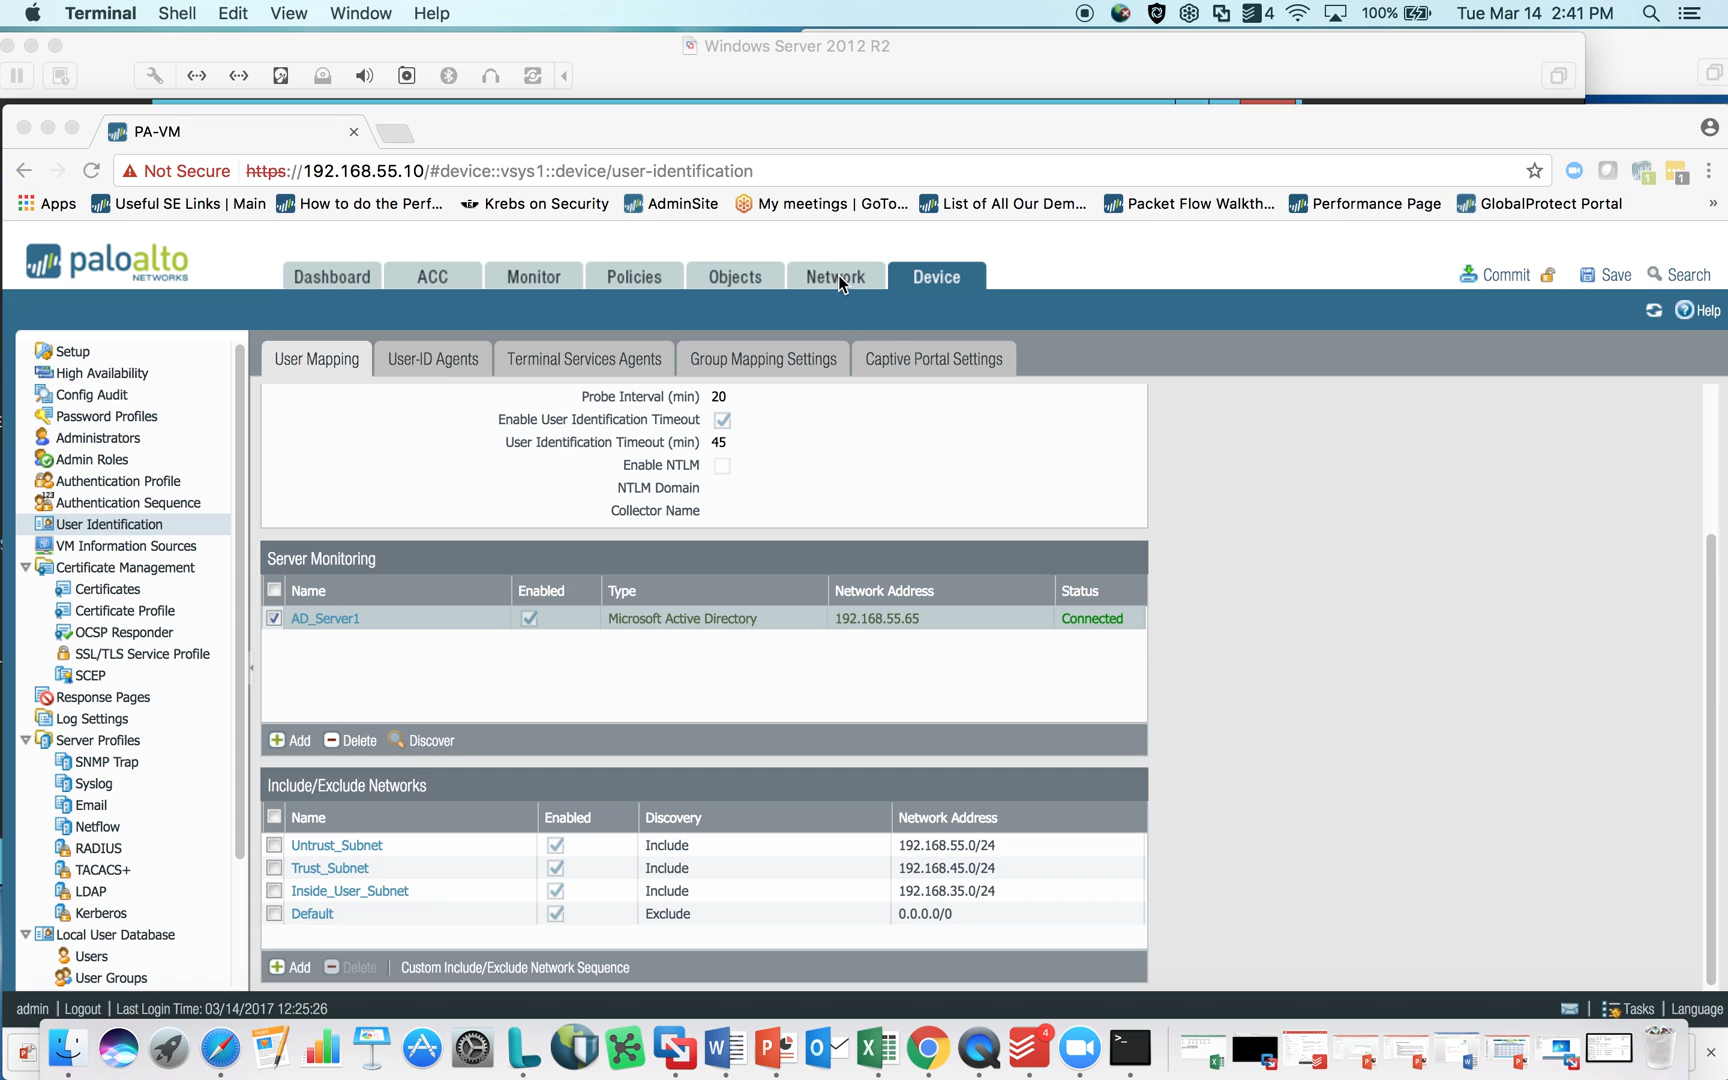 Terminal Shell Edit View Window Help 4 100% Tue Mar 14 2:41 PM
Windows Server 2012 R2
PA-VM
Not Secure https://192.168.55.10/#device::vsys1::device/user-identification
Apps Useful SE Links | Main How to do the Perf... Krebs on Security AdminSite My meetings | GoTo... List of All Our Dem... Packet Flow Walkth... Performance Page GlobalProtect Portal »
paloalto
NETWORKS
Dashboard ACC Monitor Policies Objects Network Device Commit Save Search
Help
Setup
High Availability
Config Audit
Password Profiles
Administrators
Admin Roles
Authentication Profile
Authentication Sequence
User Identification
VM Information Sources
Certificate Management
Certificates
Certificate Profile
OCSP Responder
SSL/TLS Service Profile
SCEP
Response Pages
Log Settings
Server Profiles
SNMP Trap
Syslog
Email
Netflow
RADIUS
TACACS+
LDAP
Kerberos
Local User Database
Users
User Groups
User Mapping User-ID Agents Terminal Services Agents Group Mapping Settings Captive Portal Settings
Probe Interval (min) 20
Enable User Identification Timeout
User Identification Timeout (min) 45
Enable NTLM
NTLM Domain
Collector Name
Server Monitoring
Name Enabled Type Network Address Status
AD_Server1 Microsoft Active Directory 192.168.55.65 Connected
Add Delete Discover
Include/Exclude Networks
Name Enabled Discovery Network Address
Untrust_Subnet Include 192.168.55.0/24
Trust_Subnet Include 192.168.45.0/24
Inside_User_Subnet Include 192.168.35.0/24
Default Exclude 0.0.0.0/0
Add Delete | Custom Include/Exclude Network Sequence
admin | Logout | Last Login Time: 03/14/2017 12:25:26 | Tasks | Language